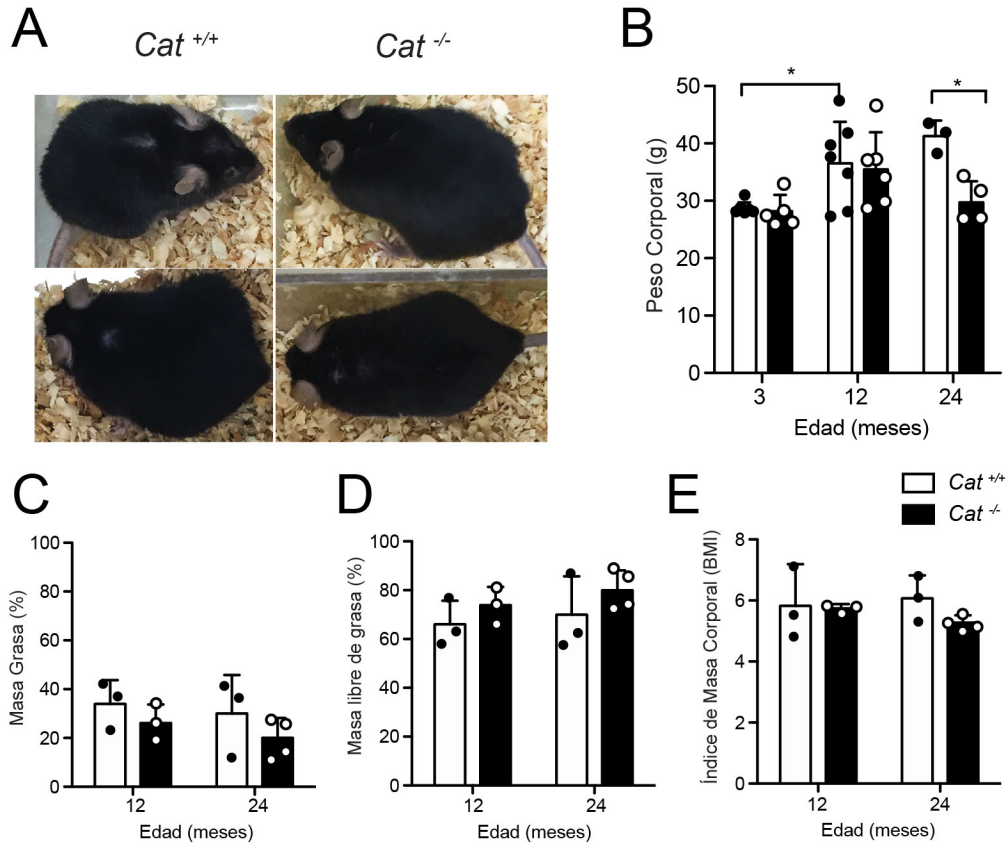 A
Cat +/+
Cat -/-
B
Peso Corporal (g)
50
40
30
20
10
0
*
*
3
12
24
Edad (meses)
C
Masa Grasa (%)
100
80
60
40
20
0
12
24
Edad (meses)
D
Masa libre de grasa (%)
100
80
60
40
20
0
12
24
Edad (meses)
E
Cat +/+
Cat -/-
Índice de Masa Corporal (BMI)
8
6
4
2
0
12
24
Edad (meses)